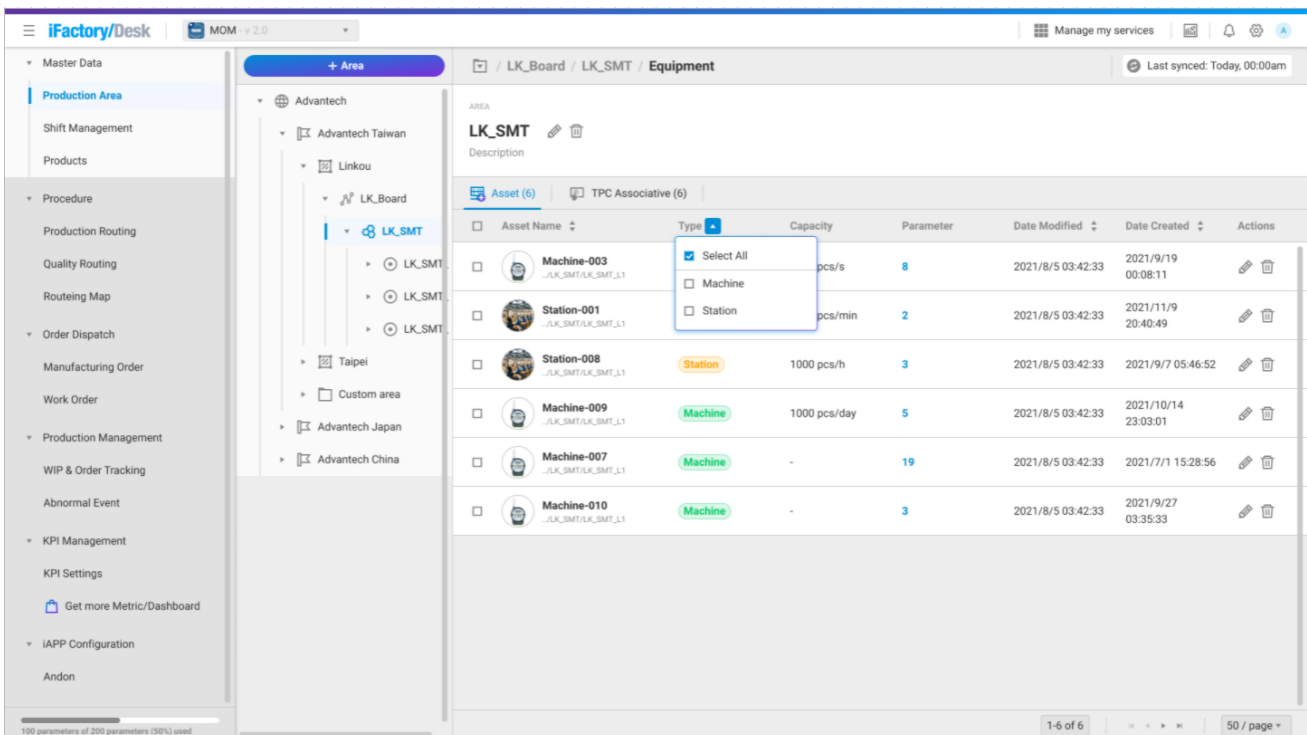 iFactory/Desk
MOM - v 2.0
Manage my services
A
Master Data
Production Area
Shift Management
Products
Procedure
Production Routing
Quality Routing
Routeing Map
Order Dispatch
Manufacturing Order
Work Order
Production Management
WIP & Order Tracking
Abnormal Event
KPI Management
KPI Settings
Get more Metric/Dashboard
iAPP Configuration
Andon
100 parameters of 200 parameters (50%) used
+ Area
Advantech
Advantech Taiwan
Linkou
LK_Board
LK_SMT
LK_SMT_
LK_SMT_
LK_SMT_
Taipei
Custom area
Advantech Japan
Advantech China
/ LK_Board / LK_SMT / Equipment
Last synced: Today, 00:00am
AREA
LK_SMT
Description
Asset (6) TPC Associative (6)
Asset Name Type Capacity Parameter Date Modified Date Created Actions
Select All
Machine
Station
Machine-003 pcs/s 8 2021/8/5 03:42:33 2021/9/19 00:08:11
../LK_SMT/LK_SMT_L1
Station-001 pcs/min 2 2021/8/5 03:42:33 2021/11/9 20:40:49
../LK_SMT/LK_SMT_L1
Station-008 Station 1000 pcs/h 3 2021/8/5 03:42:33 2021/9/7 05:46:52
../LK_SMT/LK_SMT_L1
Machine-009 Machine 1000 pcs/day 5 2021/8/5 03:42:33 2021/10/14 23:03:01
../LK_SMT/LK_SMT_L1
Machine-007 Machine - 19 2021/8/5 03:42:33 2021/7/1 15:28:56
../LK_SMT/LK_SMT_L1
Machine-010 Machine - 3 2021/8/5 03:42:33 2021/9/27 03:35:33
../LK_SMT/LK_SMT_L1
1-6 of 6
50 / page